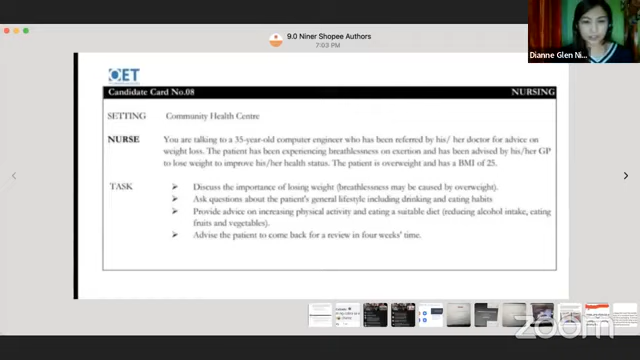 9.0 Niner Shopee Authors
7:03 PM
Dianne Glen Ni...
OET
Candidate Card No.08 NURSING
SETTING Community Health Centre
NURSE You are talking to a 35-year-old computer engineer who has been referred by his/ her doctor for advice on
weight loss. The patient has been experiencing breathlessness on exertion and has been advised by his/her GP
to lose weight to improve his/her health status. The patient is overweight and has a BMI of 25.
TASK ➤ Discuss the importance of losing weight (breathlessness may be caused by overweight).
➤ Ask questions about the patient's general lifestyle including drinking and eating habits
➤ Provide advice on increasing physical activity and eating a suitable diet (reducing alcohol intake, eating
fruits and vegetables).
➤ Advise the patient to come back for a review in four weeks' time.
zoom